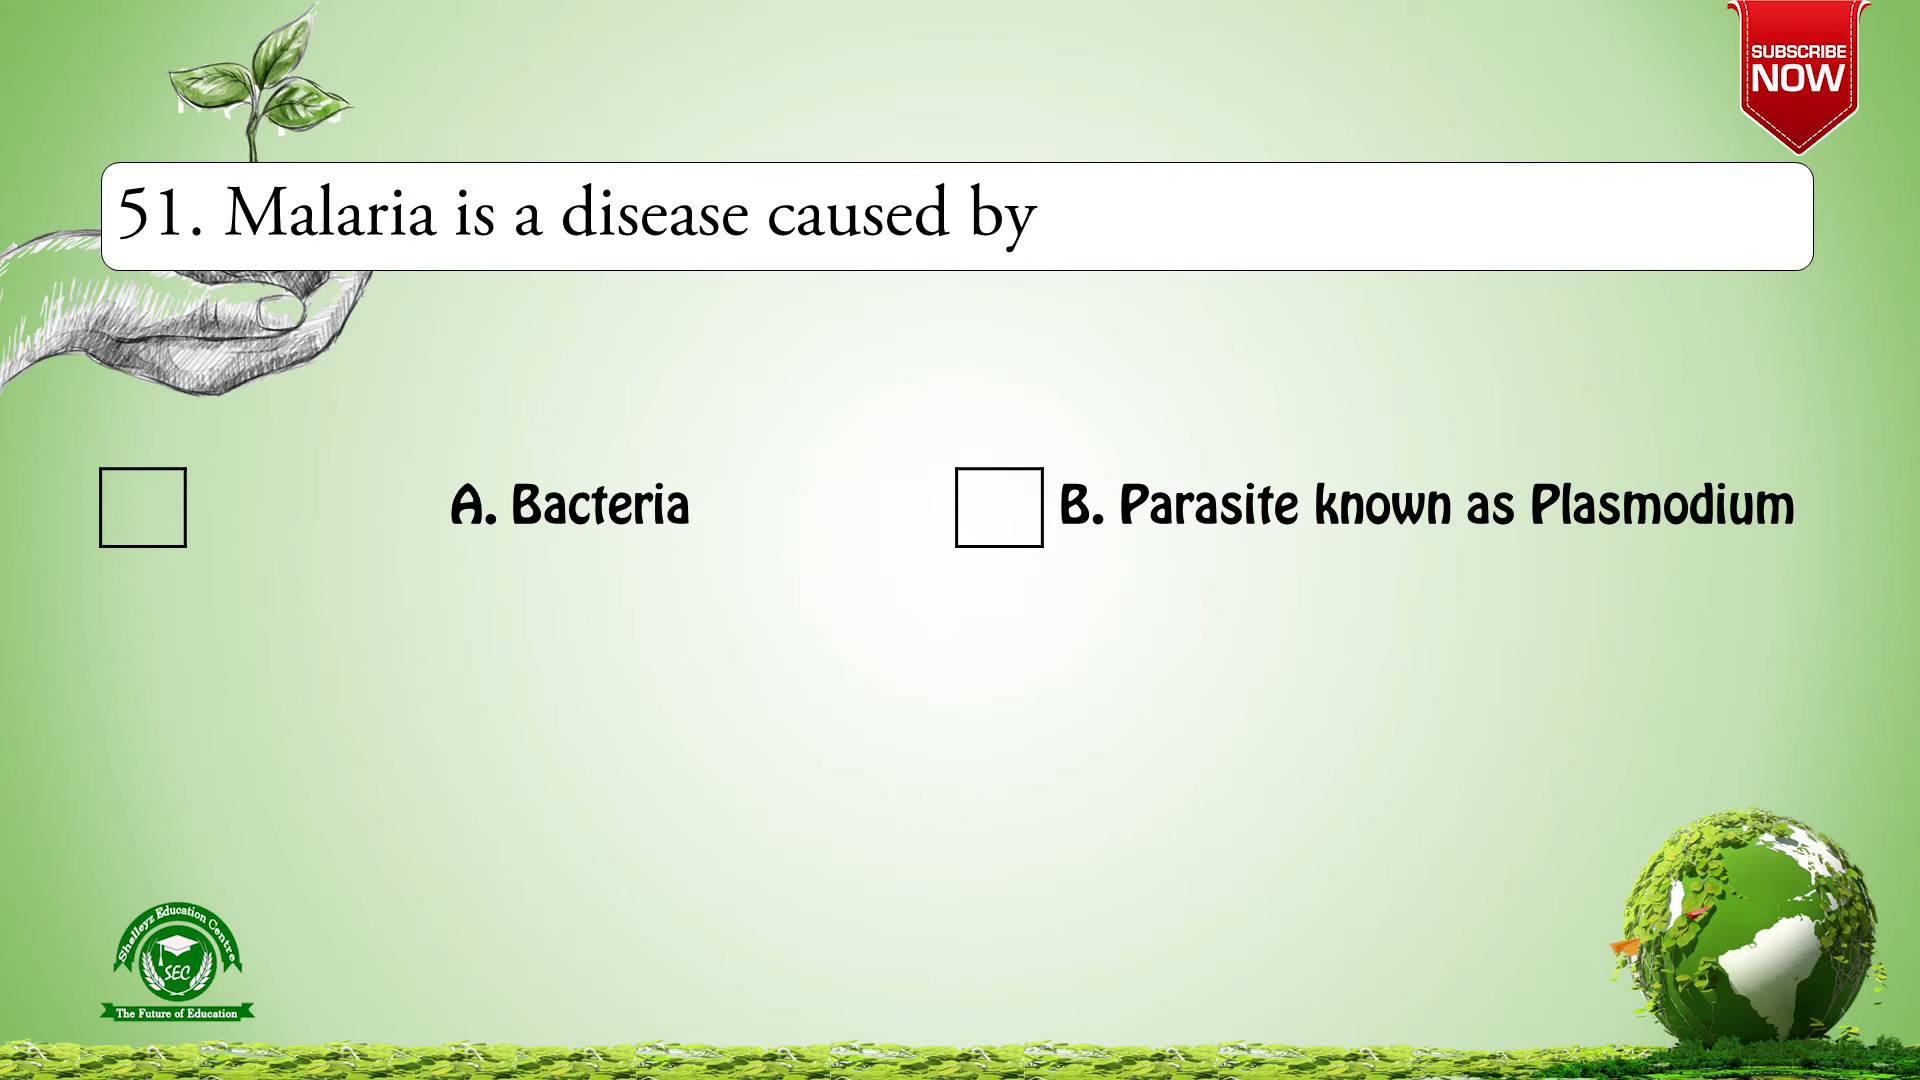 SUBSCRIBE
NOW
51. Malaria is a disease caused by
A. Bacteria
B. Parasite known as Plasmodium
Shelleyz Education Centre
SEC
The Future of Education